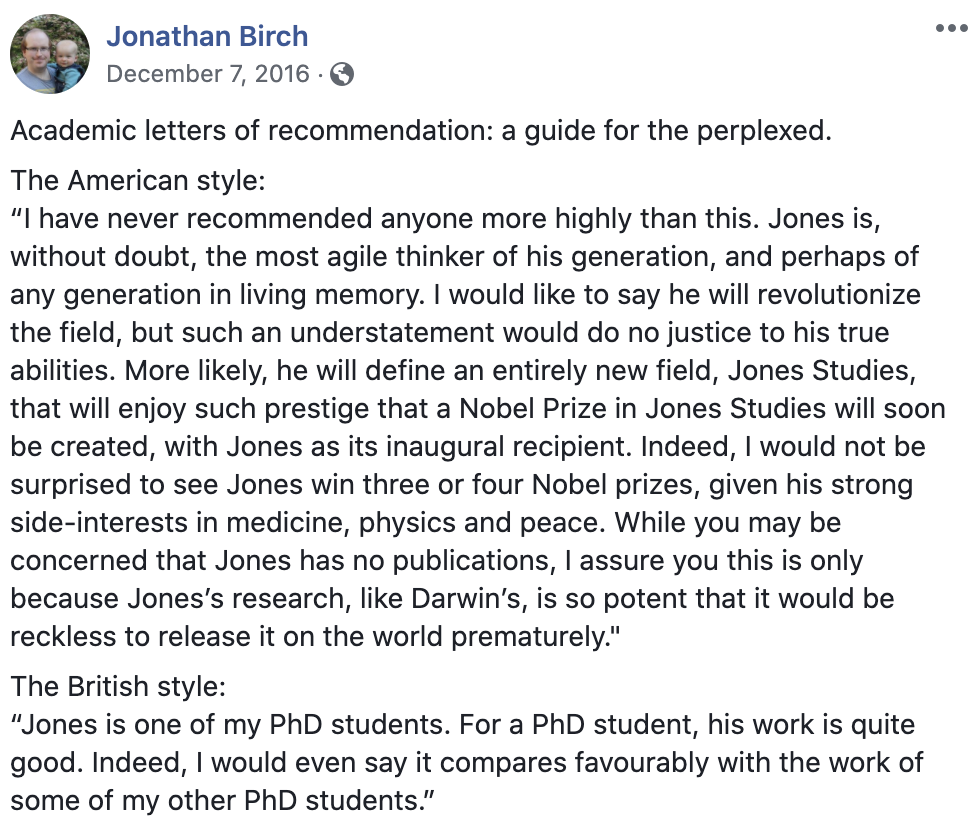 Jonathan Birch
December 7, 2016 ·
Academic letters of recommendation: a guide for the perplexed.
The American style:
“I have never recommended anyone more highly than this. Jones is,
without doubt, the most agile thinker of his generation, and perhaps of
any generation in living memory. I would like to say he will revolutionize
the field, but such an understatement would do no justice to his true
abilities. More likely, he will define an entirely new field, Jones Studies,
that will enjoy such prestige that a Nobel Prize in Jones Studies will soon
be created, with Jones as its inaugural recipient. Indeed, I would not be
surprised to see Jones win three or four Nobel prizes, given his strong
side-interests in medicine, physics and peace. While you may be
concerned that Jones has no publications, I assure you this is only
because Jones’s research, like Darwin’s, is so potent that it would be
reckless to release it on the world prematurely."
The British style:
“Jones is one of my PhD students. For a PhD student, his work is quite
good. Indeed, I would even say it compares favourably with the work of
some of my other PhD students.”